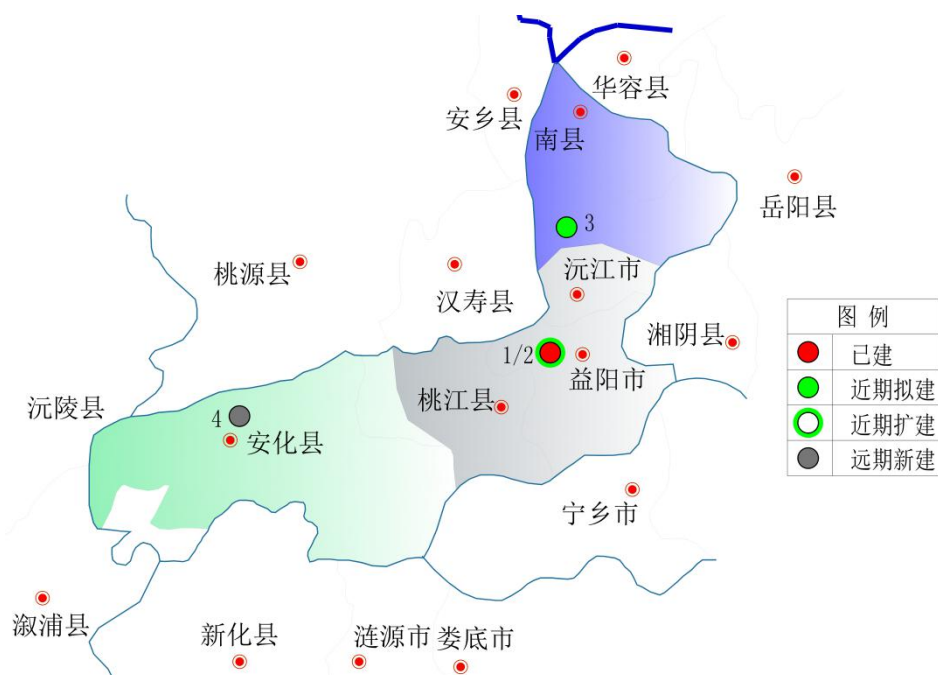 华容县
安乡县
南县
岳阳县
3
沅江市
桃源县
汉寿县
湘阴县
1/2
益阳市
桃江县
沅陵县
4
安化县
宁乡市
溆浦县
新化县
涟源市
娄底市
图 例
已建
近期拟建
近期扩建
远期新建